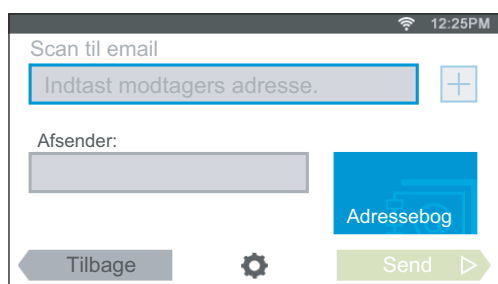 12:25PM
Scan til email
Indtast modtagers adresse.
Afsender:
Adressebog
Tilbage
Send